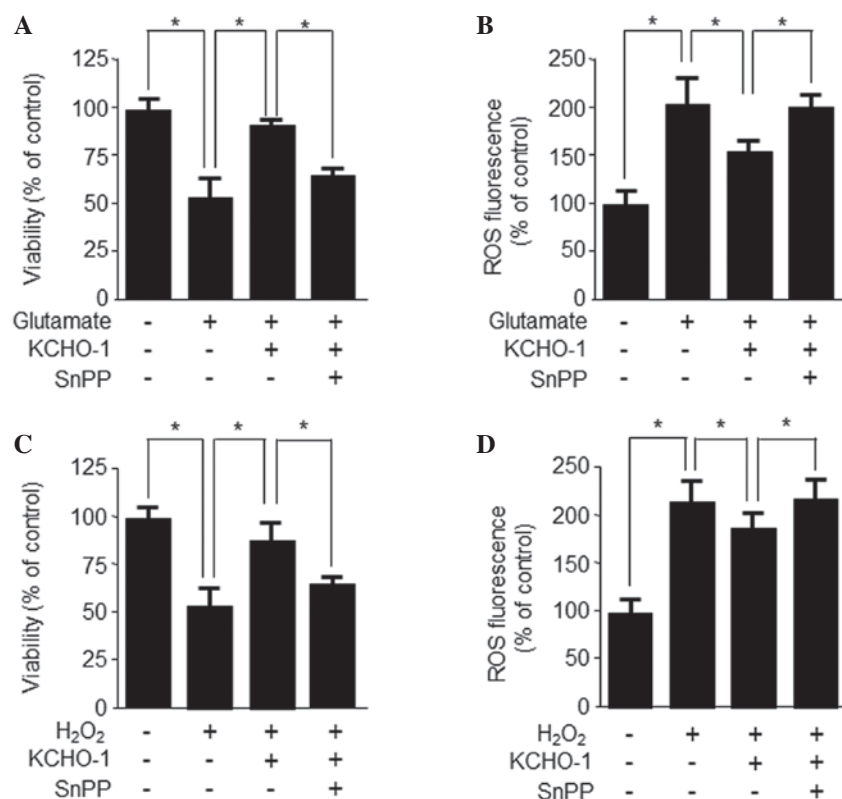 A
* * *
Viability (% of control)
125
100
75
50
25
0
Glutamate - + + +
KCHO-1 - - + +
SnPP - - - +
B
* * *
ROS fluorescence
(% of control)
250
200
150
100
50
0
Glutamate - + + +
KCHO-1 - - + +
SnPP - - - +
C
* * *
Viability (% of control)
125
100
75
50
25
0
H₂O₂ - + + +
KCHO-1 - - + +
SnPP - - - +
D
* * *
ROS fluorescence
(% of control)
250
200
150
100
50
0
H₂O₂ - + + +
KCHO-1 - - + +
SnPP - - - +